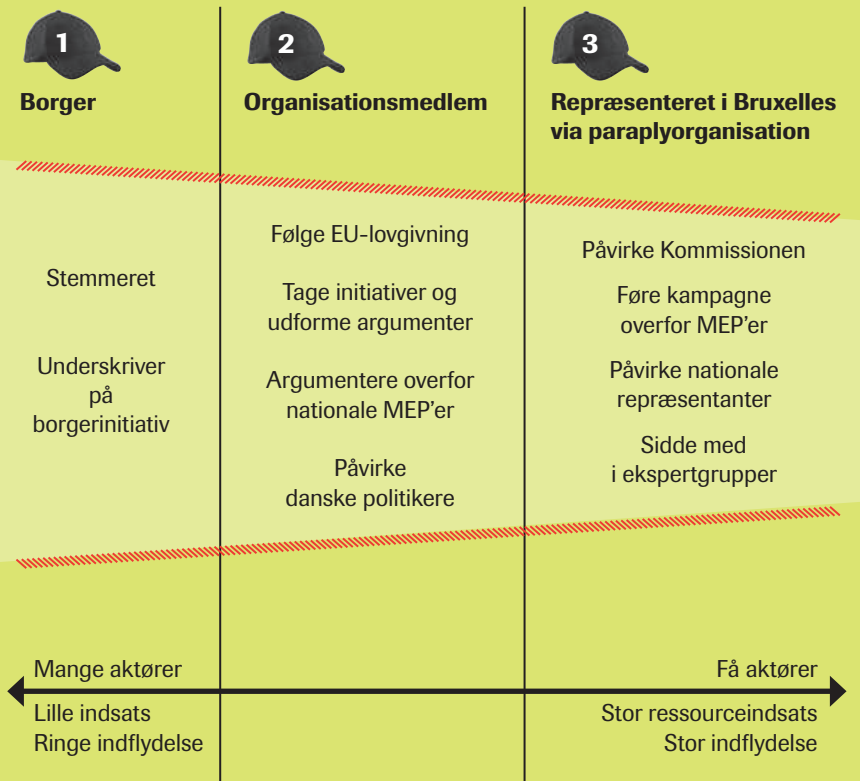 1
Borger
Stemmeret
Underskriver
på
borgerinitiativ
2
Organisationsmedlem
Følge EU-lovgivning
Tage initiativer og
udforme argumenter
Argumentere overfor
nationale MEP’er
Påvirke
danske politikere
3
Repræsenteret i Bruxelles
via paraplyorganisation
Påvirke Kommissionen
Føre kampagne
overfor MEP’er
Påvirke nationale
repræsentanter
Sidde med
i ekspertgrupper
Mange aktører
Få aktører
Lille indsats
Ringe indflydelse
Stor ressourceindsats
Stor indflydelse